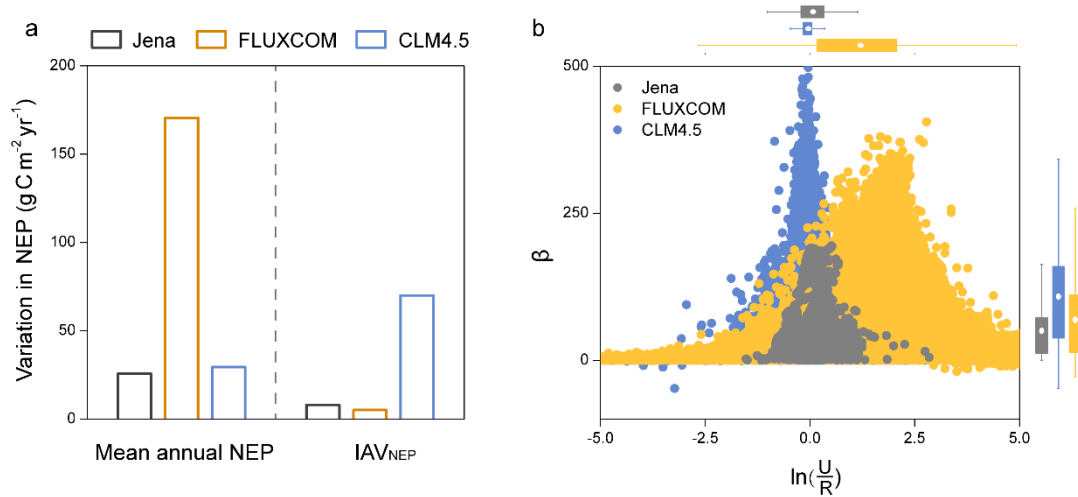 a
Jena FLUXCOM CLM4.5
Variation in NEP (g C m⁻² yr⁻¹)
200
150
100
50
0
Mean annual NEP
IAV_NEP
b
Jena
FLUXCOM
CLM4.5
β
500
250
0
-5.0 -2.5 0.0 2.5 5.0
ln(U/R)